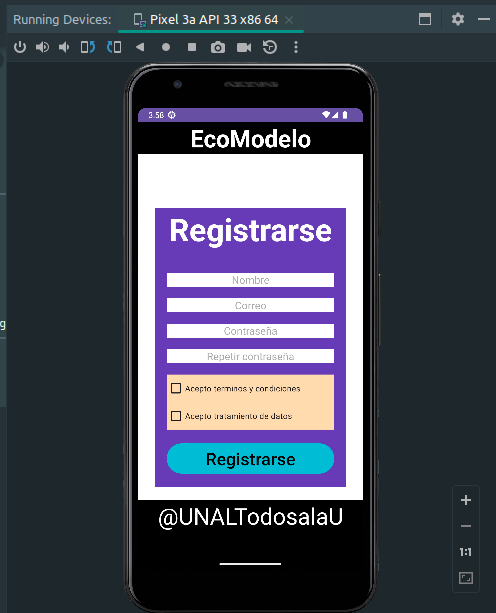 Running Devices: Pixel 3a API 33 x86 64
3:58
EcoModelo
Registrarse
Nombre
Correo
Contraseña
Repetir contraseña
Acepto terminos y condiciones
Acepto tratamiento de datos
Registrarse
@UNALTodosalaU
g
1:1